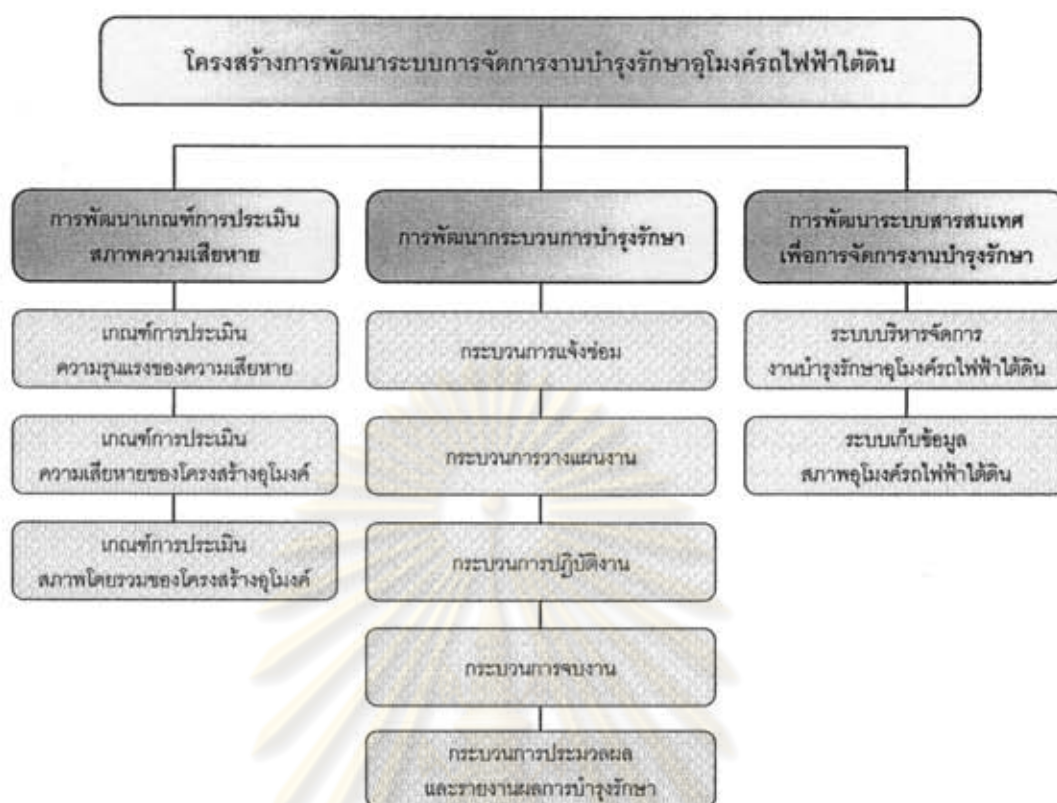 โครงสร้างการพัฒนาระบบการจัดการงานบำรุงรักษาอุโมงค์รถไฟฟ้าใต้ดิน
การพัฒนาเกณฑ์การประเมิน
สภาพความเสียหาย
เกณฑ์การประเมิน
ความรุนแรงของความเสียหาย
เกณฑ์การประเมิน
ความเสียหายของโครงสร้างอุโมงค์
เกณฑ์การประเมิน
สภาพโดยรวมของโครงสร้างอุโมงค์
การพัฒนากระบวนการบำรุงรักษา
กระบวนการแจ้งซ่อม
กระบวนการวางแผนงาน
กระบวนการปฏิบัติงาน
กระบวนการจบงาน
กระบวนการประมวลผล
และรายงานผลการบำรุงรักษา
การพัฒนาระบบสารสนเทศ
เพื่อการจัดการงานบำรุงรักษา
ระบบบริหารจัดการ
งานบำรุงรักษาอุโมงค์รถไฟฟ้าใต้ดิน
ระบบเก็บข้อมูล
สภาพอุโมงค์รถไฟฟ้าใต้ดิน